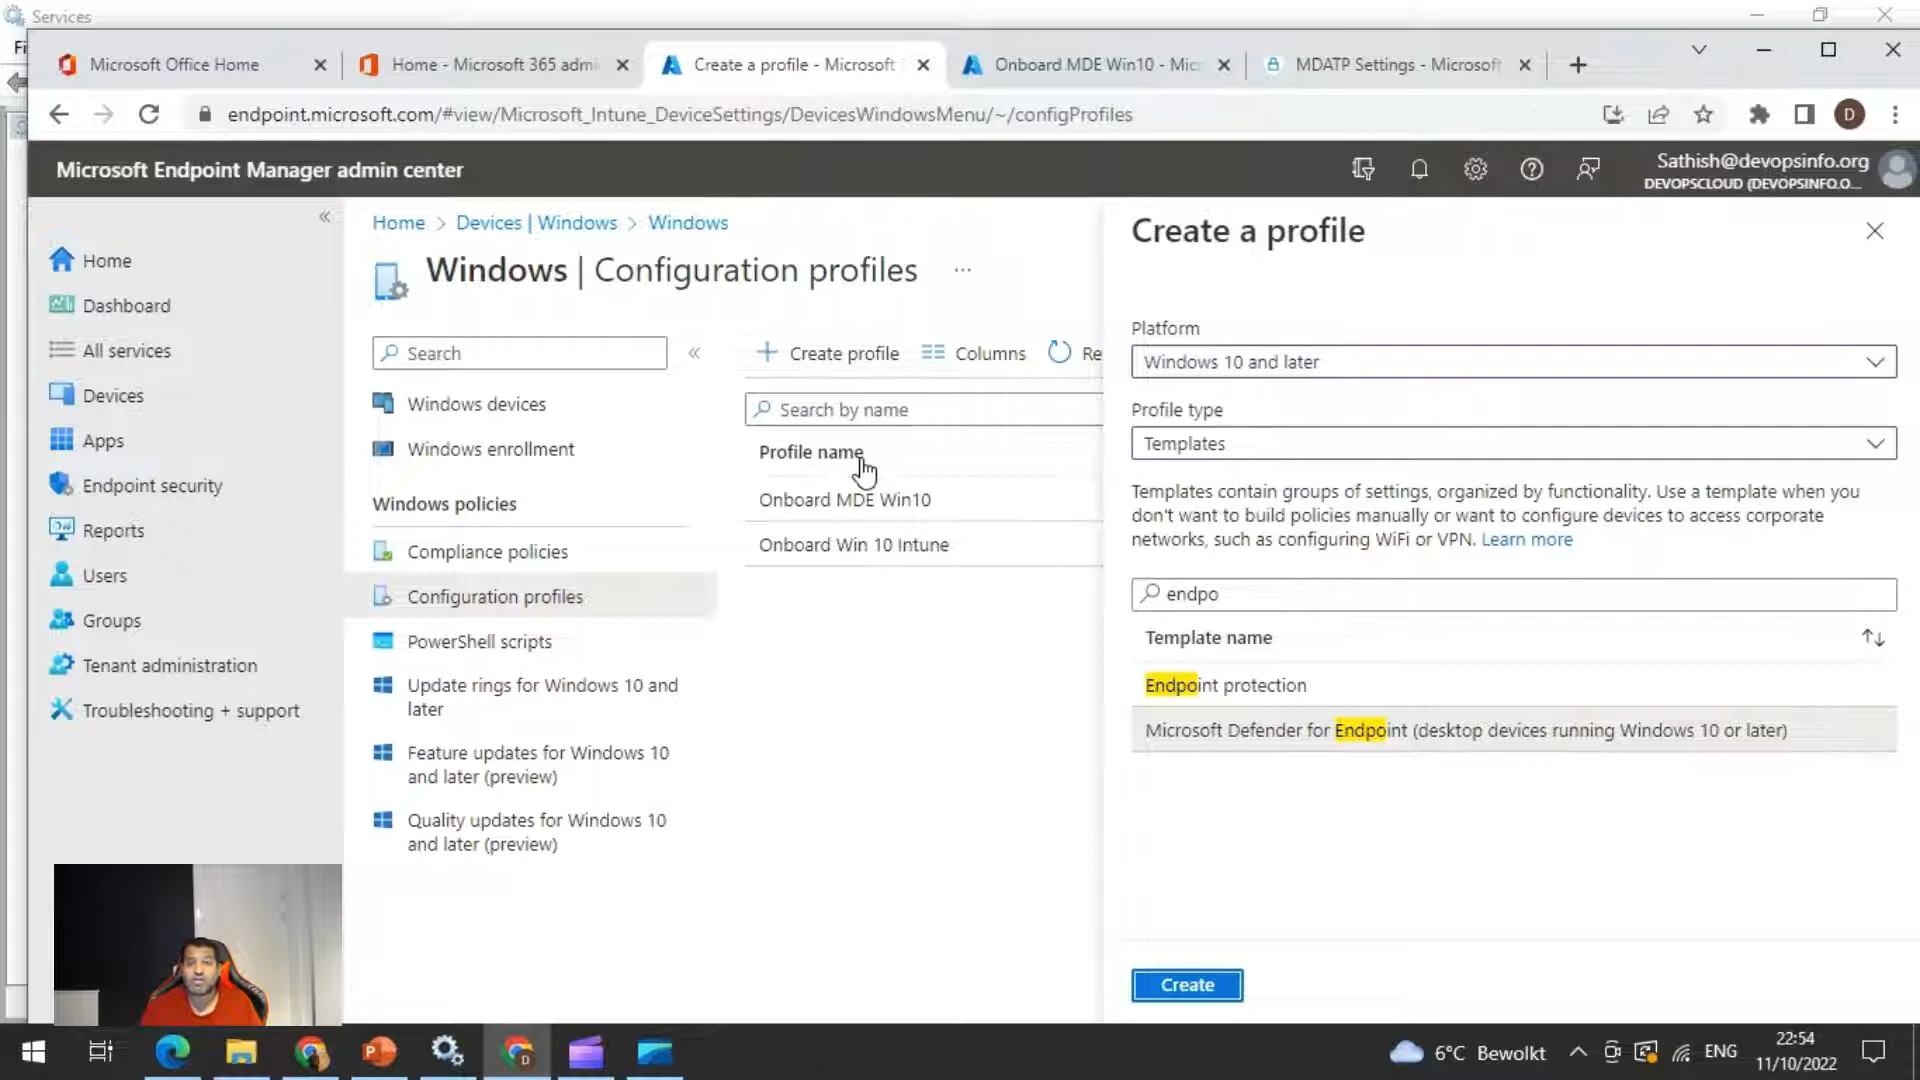 Services
Fi
Microsoft Office Home
Home - Microsoft 365 admi
Create a profile - Microsoft
Onboard MDE Win10 - Mic
MDATP Settings - Microsoft
endpoint.microsoft.com/#view/Microsoft_Intune_DeviceSettings/DevicesWindowsMenu/~/configProfiles
D
Microsoft Endpoint Manager admin center
Sathish@devopsinfo.org
DEVOPSCLOUD (DEVOPSINFO.O...
Home
Dashboard
All services
Devices
Apps
Endpoint security
Reports
Users
Groups
Tenant administration
Troubleshooting + support
Home > Devices | Windows > Windows
Windows | Configuration profiles ...
Search
Windows devices
Windows enrollment
Windows policies
Compliance policies
Configuration profiles
PowerShell scripts
Update rings for Windows 10 and
later
Feature updates for Windows 10
and later (preview)
Quality updates for Windows 10
and later (preview)
Create profile
Columns
Re
Search by name
Profile name
Onboard MDE Win10
Onboard Win 10 Intune
Create a profile
Platform
Windows 10 and later
Profile type
Templates
Templates contain groups of settings, organized by functionality. Use a template when you
don't want to build policies manually or want to configure devices to access corporate
networks, such as configuring WiFi or VPN. Learn more
endpo
Template name
Endpoint protection
Microsoft Defender for Endpoint (desktop devices running Windows 10 or later)
Create
6°C Bewolkt
ENG
22:54
11/10/2022